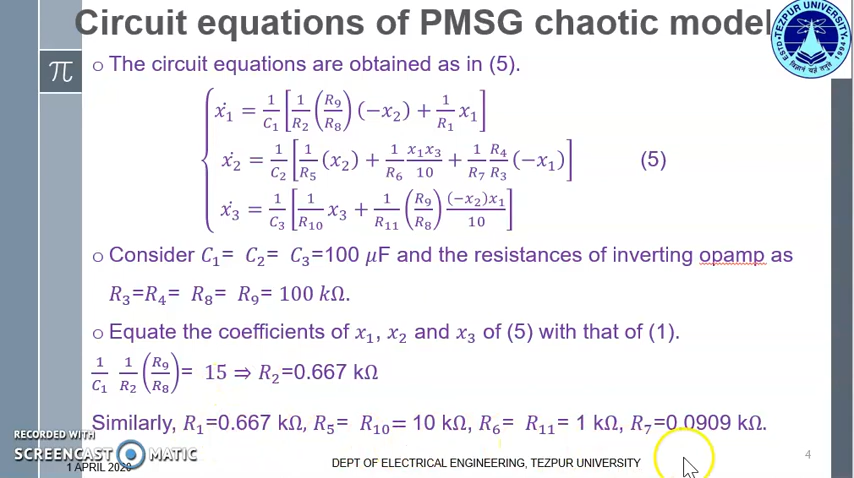 Circuit equations of PMSG chaotic model
TEZPUR UNIVERSITY
ESTD. 1994
π
○ The circuit equations are obtained as in (5).
ẋ₁ = 1/C₁ [1/R₂ (R₉/R₈) (−x₂) + 1/R₁ x₁]
ẋ₂ = 1/C₂ [1/R₅ (x₂) + 1/R₆ x₁x₃/10 + 1/R₇ R₄/R₃ (−x₁)] (5)
ẋ₃ = 1/C₃ [1/R₁₀ x₃ + 1/R₁₁ (R₉/R₈) (−x₂)x₁/10]
○ Consider C₁= C₂= C₃=100 μF and the resistances of inverting opamp as
R₃=R₄= R₈= R₉= 100 kΩ.
○ Equate the coefficients of x₁, x₂ and x₃ of (5) with that of (1).
1/C₁ 1/R₂ (R₉/R₈)= 15 ⇒ R₂=0.667 kΩ
Similarly, R₁=0.667 kΩ, R₅= R₁₀= 10 kΩ, R₆= R₁₁= 1 kΩ, R₇=0.0909 kΩ.
RECORDED WITH
SCREENCAST MATIC
1 APRIL 2020
DEPT OF ELECTRICAL ENGINEERING, TEZPUR UNIVERSITY
4